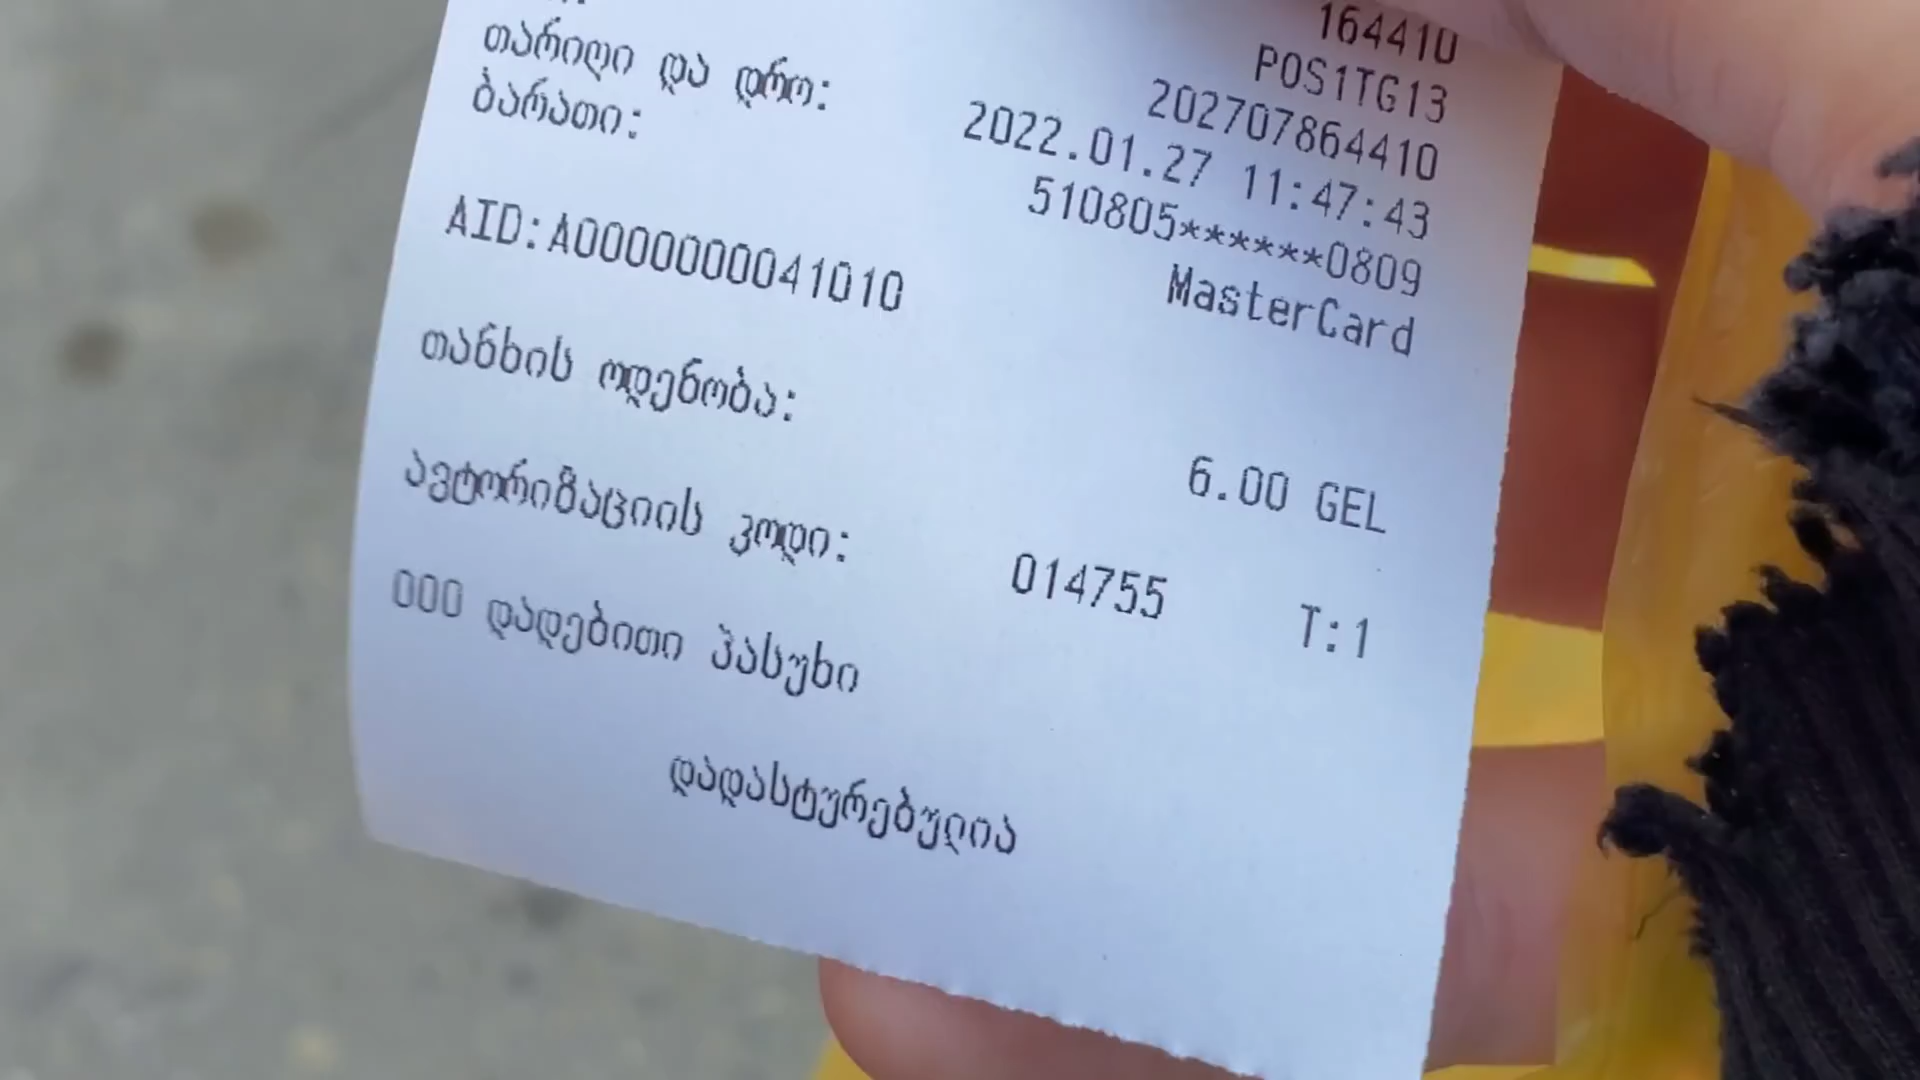 164410
POS1TG13
202707864410
თარიღი და დრო: 2022.01.27 11:47:43
ბარათი: 510805******0809
MasterCard
AID:A0000000041010
თანხის ოდენობა:
6.00 GEL
ავტორიზაციის კოდი:
014755 T:1
000 დადებითი პასუხი
დადასტურებულია